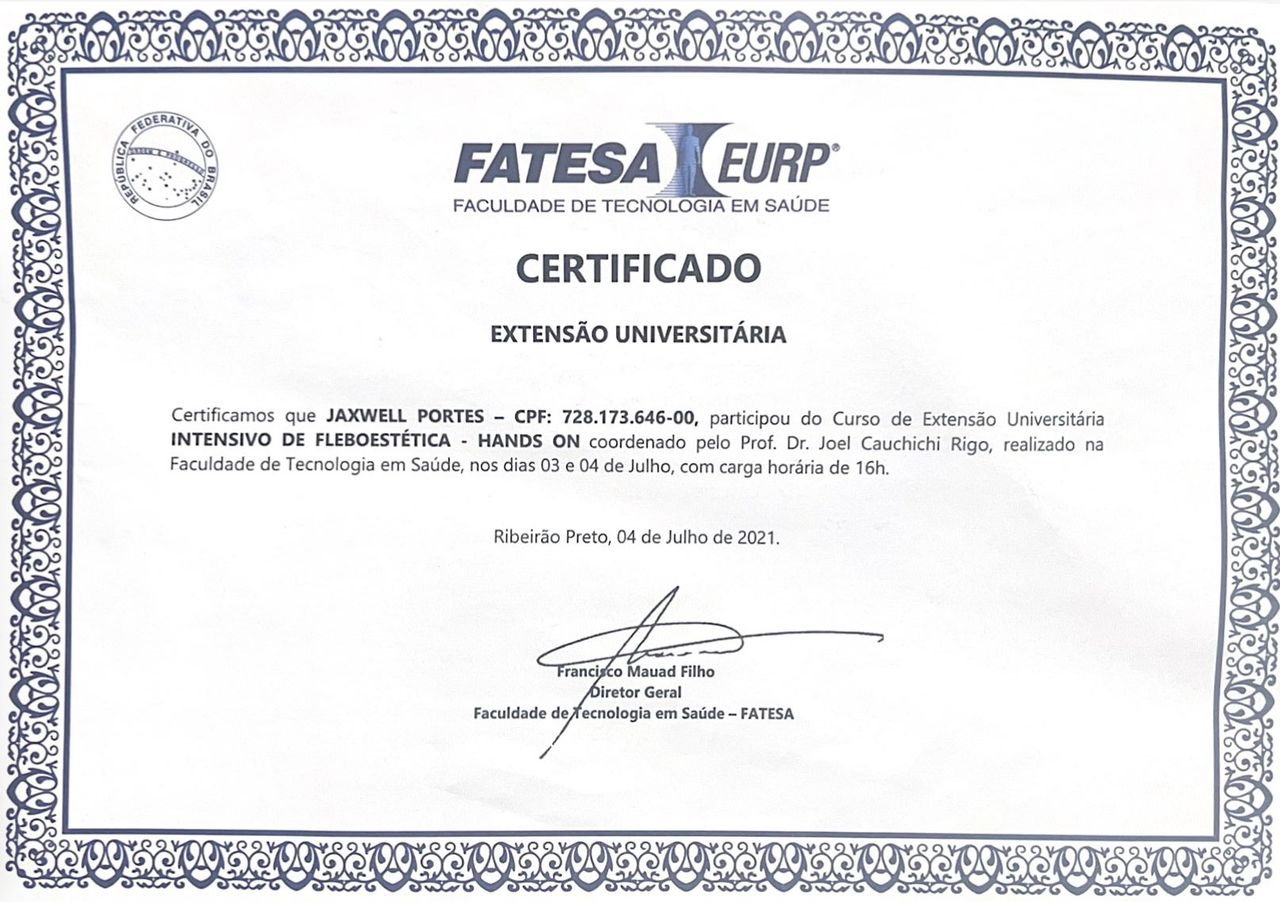 REPÚBLICA FEDERATIVA DO BRASIL
ORDEM E PROGRESSO
FATESA EURP®
FACULDADE DE TECNOLOGIA EM SAÚDE
CERTIFICADO
EXTENSÃO UNIVERSITÁRIA
Certificamos que JAXWELL PORTES – CPF: 728.173.646-00, participou do Curso de Extensão Universitária
INTENSIVO DE FLEBOESTÉTICA - HANDS ON coordenado pelo Prof. Dr. Joel Cauchichi Rigo, realizado na
Faculdade de Tecnologia em Saúde, nos dias 03 e 04 de Julho, com carga horária de 16h.
Ribeirão Preto, 04 de Julho de 2021.
Francisco Mauad Filho
Diretor Geral
Faculdade de Tecnologia em Saúde – FATESA